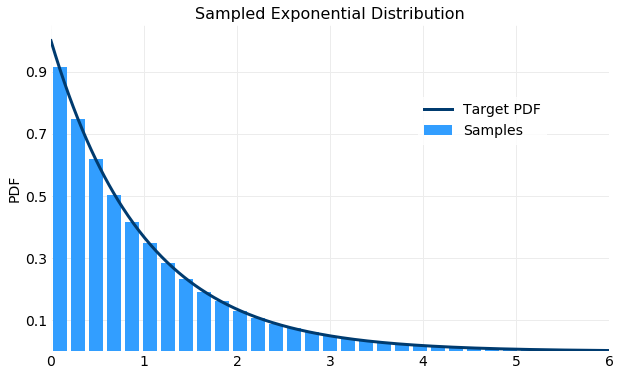 Sampled Exponential Distribution
0.9
0.7
0.5
0.3
0.1
PDF
Target PDF
Samples
0 1 2 3 4 5 6